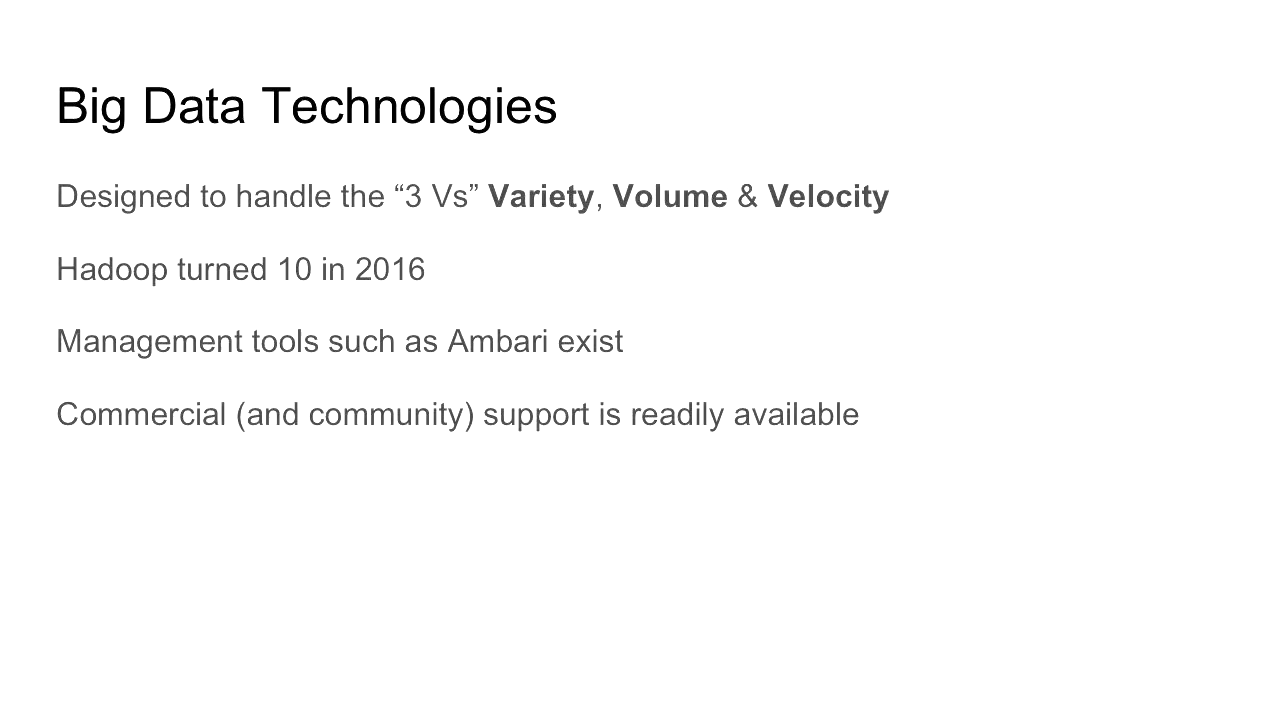 Big Data Technologies
Designed to handle the “3 Vs” Variety, Volume & Velocity
Hadoop turned 10 in 2016
Management tools such as Ambari exist
Commercial (and community) support is readily available